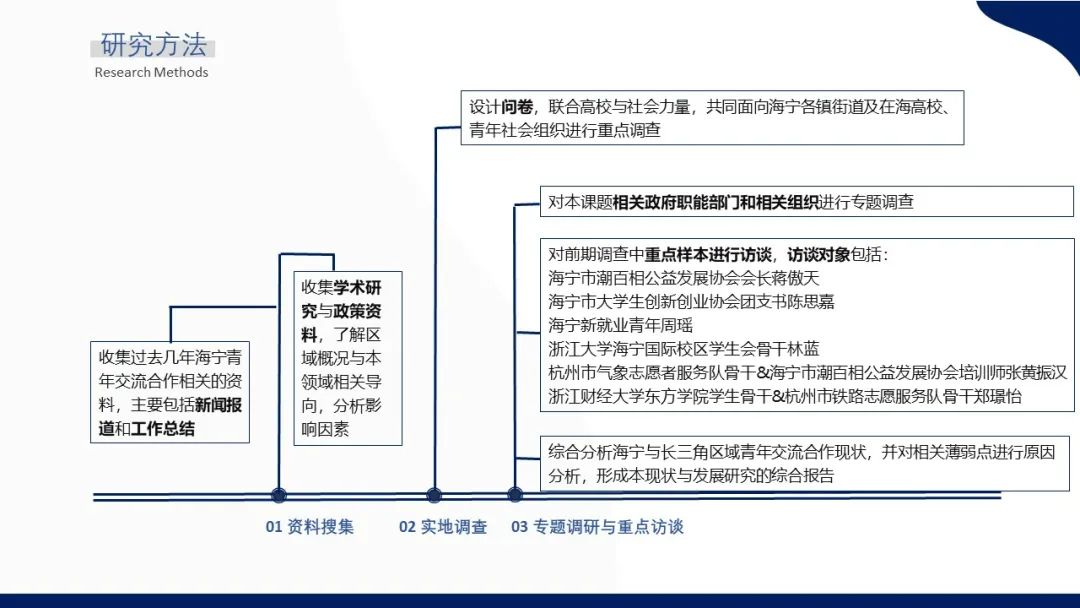 研究方法
Research Methods
设计问卷，联合高校与社会力量，共同面向海宁各镇街道及在海高校、
青年社会组织进行重点调查
对本课题相关政府职能部门和相关组织进行专题调查
对前期调查中重点样本进行访谈，访谈对象包括：
海宁市潮百相公益发展协会会长蒋傲天
海宁市大学生创新创业协会团支书陈思嘉
海宁新就业青年周瑶
浙江大学海宁国际校区学生会骨干林蓝
杭州市气象志愿者服务队骨干&海宁市潮百相公益发展协会培训师张黄振汉
浙江财经大学东方学院学生骨干&杭州市铁路志愿服务队骨干郑璟怡
收集学术研
究与政策资
料，了解区
域概况与本
领域相关导
向，分析影
响因素
收集过去几年海宁青
年交流合作相关的资
料，主要包括新闻报
道和工作总结
综合分析海宁与长三角区域青年交流合作现状，并对相关薄弱点进行原因
分析，形成本现状与发展研究的综合报告
01 资料搜集
02 实地调查
03 专题调研与重点访谈